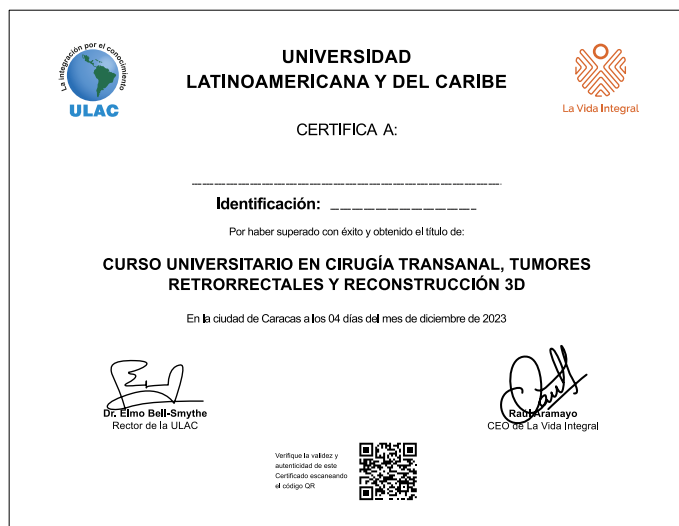 La integración por el conocimiento
ULAC
UNIVERSIDAD
LATINOAMERICANA Y DEL CARIBE
La Vida Integral
CERTIFICA A:
Identificación:
Por haber superado con éxito y obtenido el título de:
CURSO UNIVERSITARIO EN CIRUGÍA TRANSANAL, TUMORES
RETRORRECTALES Y RECONSTRUCCIÓN 3D
En la ciudad de Caracas a los 04 días del mes de diciembre de 2023
Dr. Elmo Bell-Smythe
Rector de la ULAC
Raúl Aramayo
CEO de La Vida Integral
Verifique la validez y
autenticidad de este
Certificado escaneando
el código QR